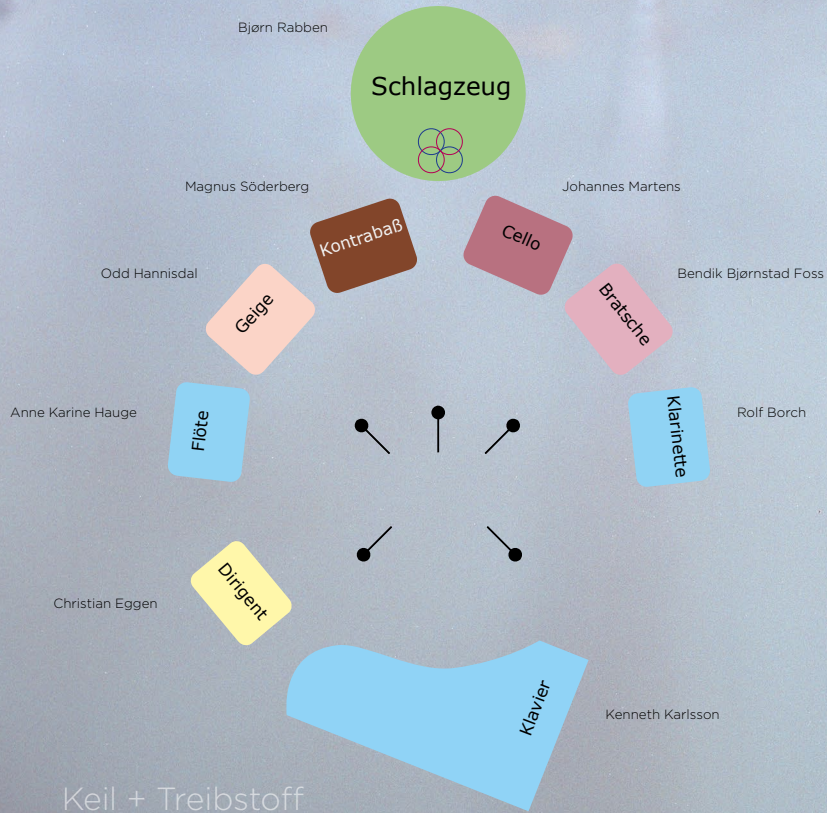 Bjørn Rabben
Schlagzeug
Magnus Söderberg
Johannes Martens
Kontrabaß
Cello
Odd Hannisdal
Bendik Bjørnstad Foss
Geige
Bratsche
Anne Karine Hauge
Flöte
Klarinette
Rolf Borch
Dirigent
Christian Eggen
Klavier
Kenneth Karlsson
Keil + Treibstoff